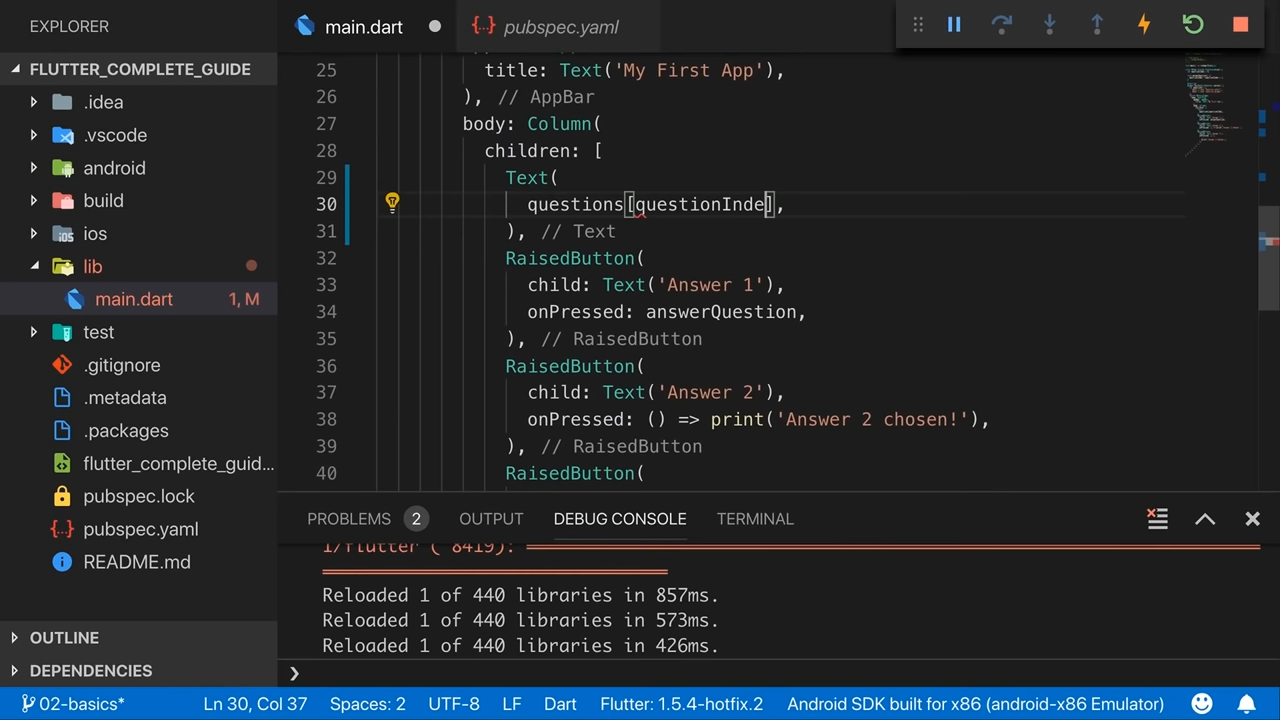 EXPLORER
main.dart
pubspec.yaml
FLUTTER_COMPLETE_GUIDE
.idea
.vscode
android
build
ios
lib
main.dart 1, M
test
.gitignore
.metadata
.packages
flutter_complete_guid...
pubspec.lock
pubspec.yaml
README.md
OUTLINE
DEPENDENCIES
25 title: Text('My First App'),
26 ), // AppBar
27 body: Column(
28 children: [
29 Text(
30 questions[questionInde],
31 ), // Text
32 RaisedButton(
33 child: Text('Answer 1'),
34 onPressed: answerQuestion,
35 ), // RaisedButton
36 RaisedButton(
37 child: Text('Answer 2'),
38 onPressed: () => print('Answer 2 chosen!'),
39 ), // RaisedButton
40 RaisedButton(
PROBLEMS 2 OUTPUT DEBUG CONSOLE TERMINAL
I/flutter ( 8419):
Reloaded 1 of 440 libraries in 857ms.
Reloaded 1 of 440 libraries in 573ms.
Reloaded 1 of 440 libraries in 426ms.
02-basics* Ln 30, Col 37 Spaces: 2 UTF-8 LF Dart Flutter: 1.5.4-hotfix.2 Android SDK built for x86 (android-x86 Emulator)